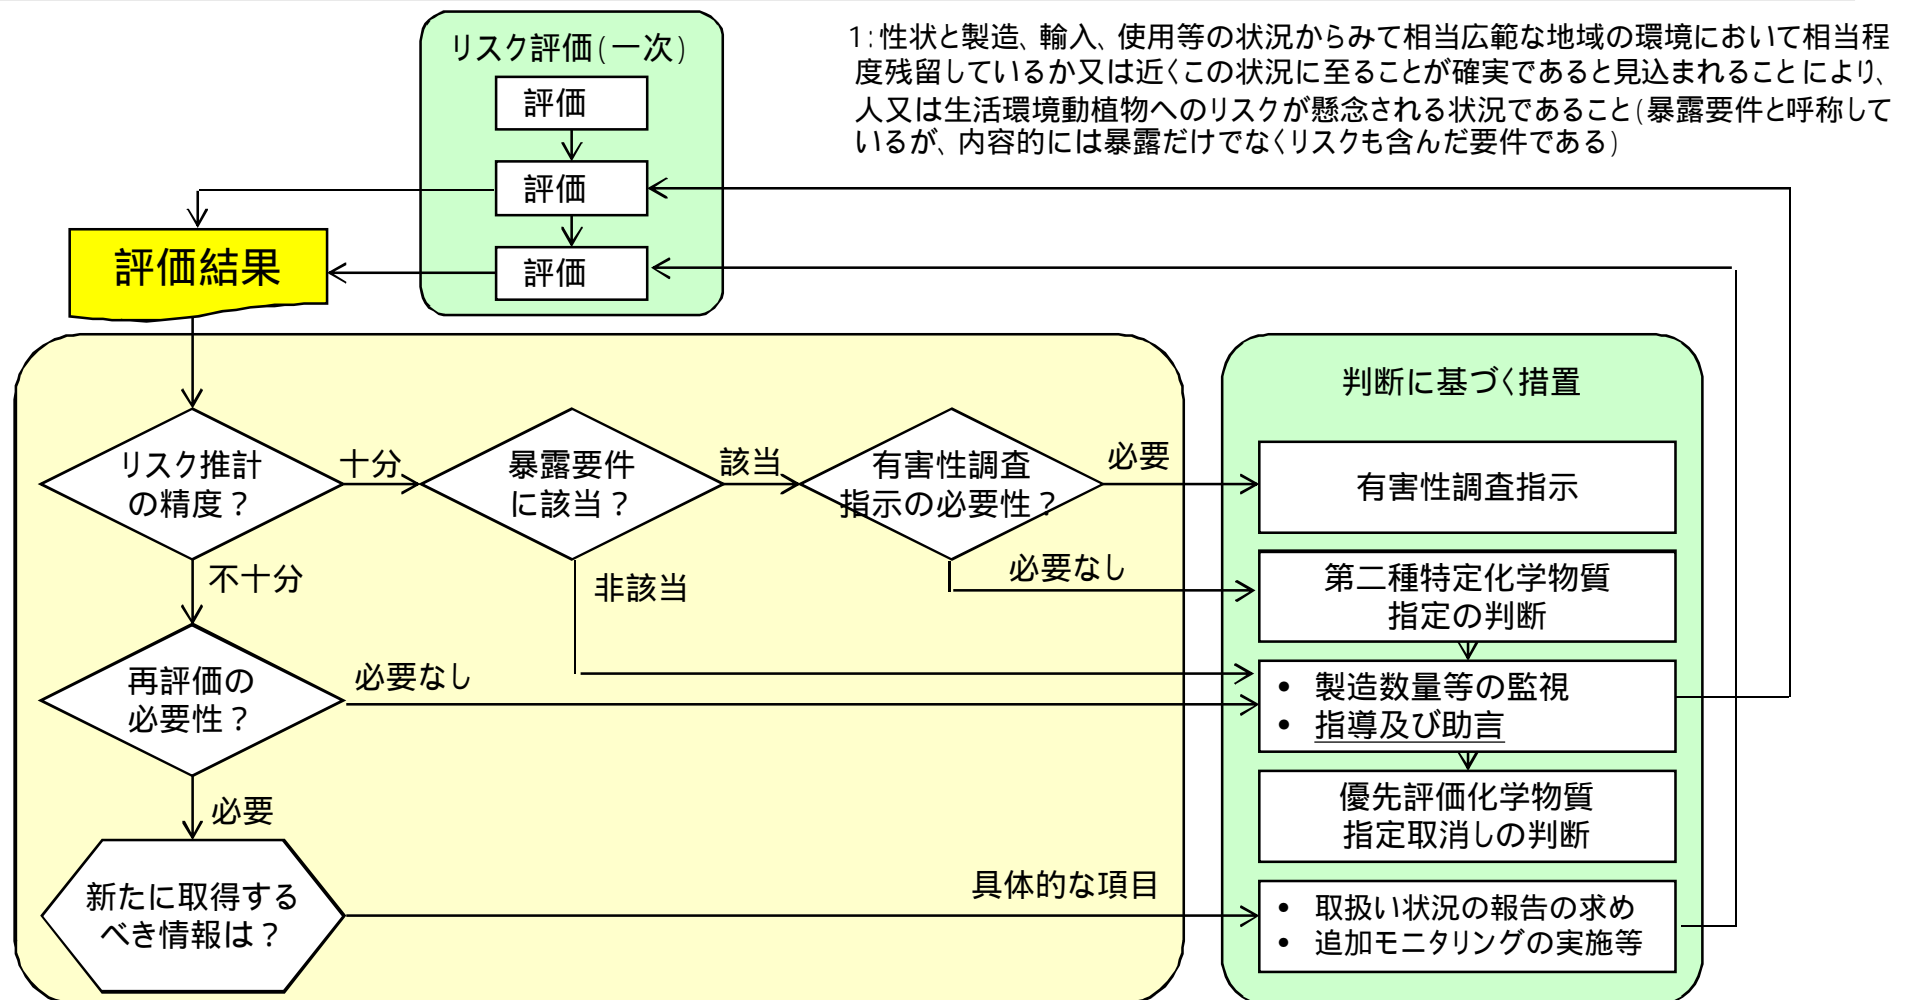 リスク評価(一次)
評価
評価
評価
1:性状と製造、輸入、使用等の状況からみて相当広範な地域の環境において相当程
度残留しているか又は近くこの状況に至ることが確実であると見込まれることにより、
人又は生活環境動植物へのリスクが懸念される状況であること(暴露要件と呼称して
いるが、内容的には暴露だけでなくリスクも含んだ要件である)
評価結果
リスク推計
の精度?
十分
暴露要件
に該当?
該当
有害性調査
指示の必要性?
必要
必要なし
非該当
不十分
再評価の
必要性?
必要なし
必要
新たに取得する
べき情報は?
具体的な項目
判断に基づく措置
有害性調査指示
第二種特定化学物質
指定の判断
• 製造数量等の監視
• 指導及び助言
優先評価化学物質
指定取消しの判断
• 取扱い状況の報告の求め
• 追加モニタリングの実施等